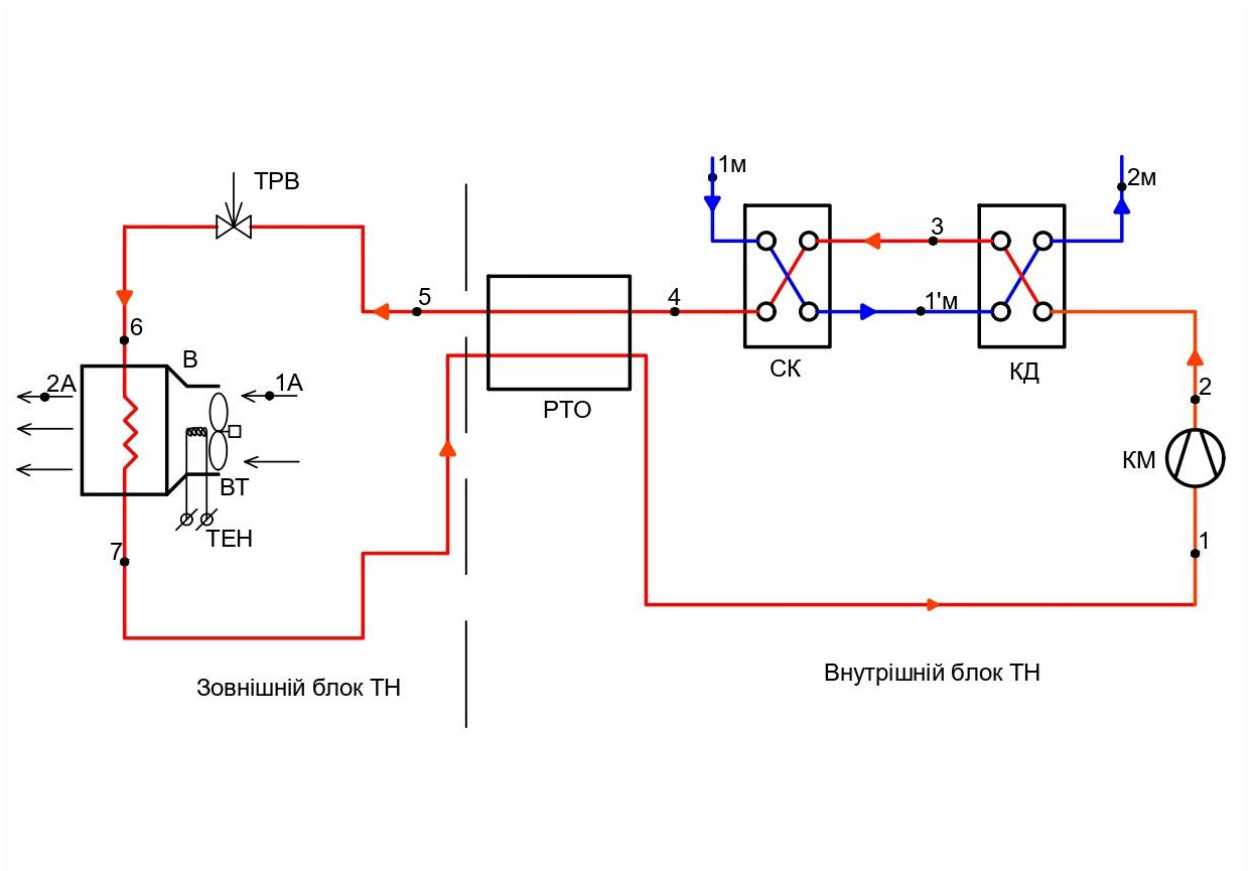 1м
2м
ТРВ
3
5
4
1'м
6
СК
КД
В
2А
1А
РТО
2
КМ
ВТ
ТЕН
7
1
Зовнішній блок ТН
Внутрішній блок ТН